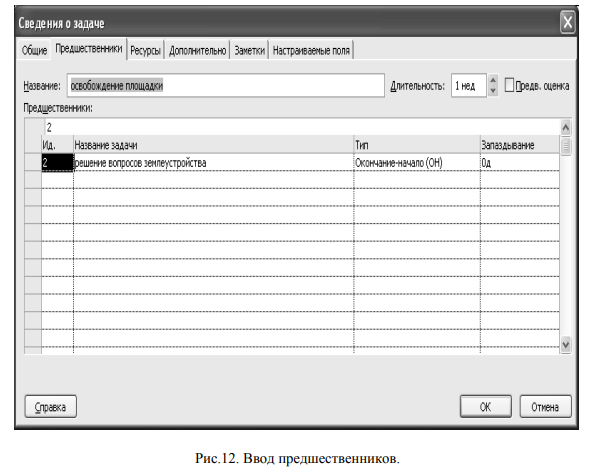 Сведения о задаче
Общие Предшественники Ресурсы Дополнительно Заметки Настраиваемые поля
Название: освобождение площадки Длительность: 1 нед Предв. оценка
Предшественники:
2
Ид. Название задачи Тип Запаздывание
2 решение вопросов землеустройства Окончание-начало (ОН) 0д
Справка OK Отмена
Рис.12. Ввод предшественников.